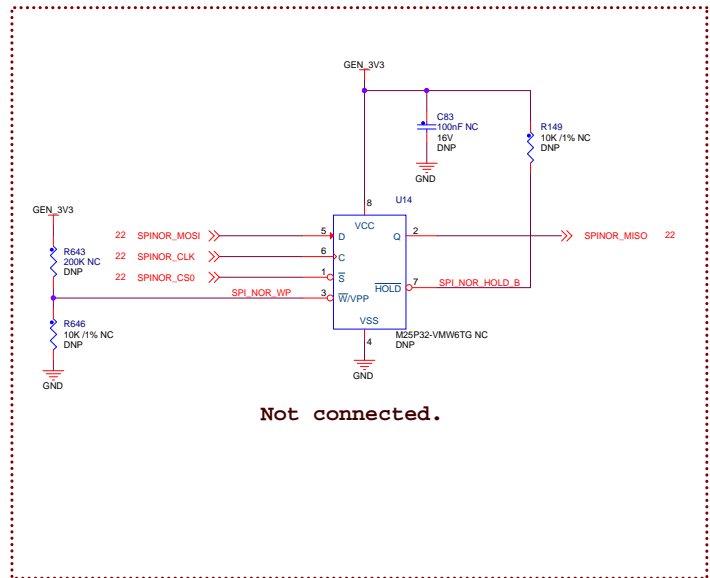 GEN_3V3
C83
100nF NC
16V
DNP
R149
10K /1% NC
DNP
GND
U14
GEN_3V3
8
VCC
22 SPINOR_MOSI 5 D Q 2 SPINOR_MISO 22
R643
200K NC
DNP
22 SPINOR_CLK 6 C
22 SPINOR_CS0 1 S
HOLD 7 SPI_NOR_HOLD_B
SPI_NOR_WP 3 W/VPP
R646
10K /1% NC
DNP
VSS
4
M25P32-VMW6TG NC
DNP
GND
GND
Not connected.